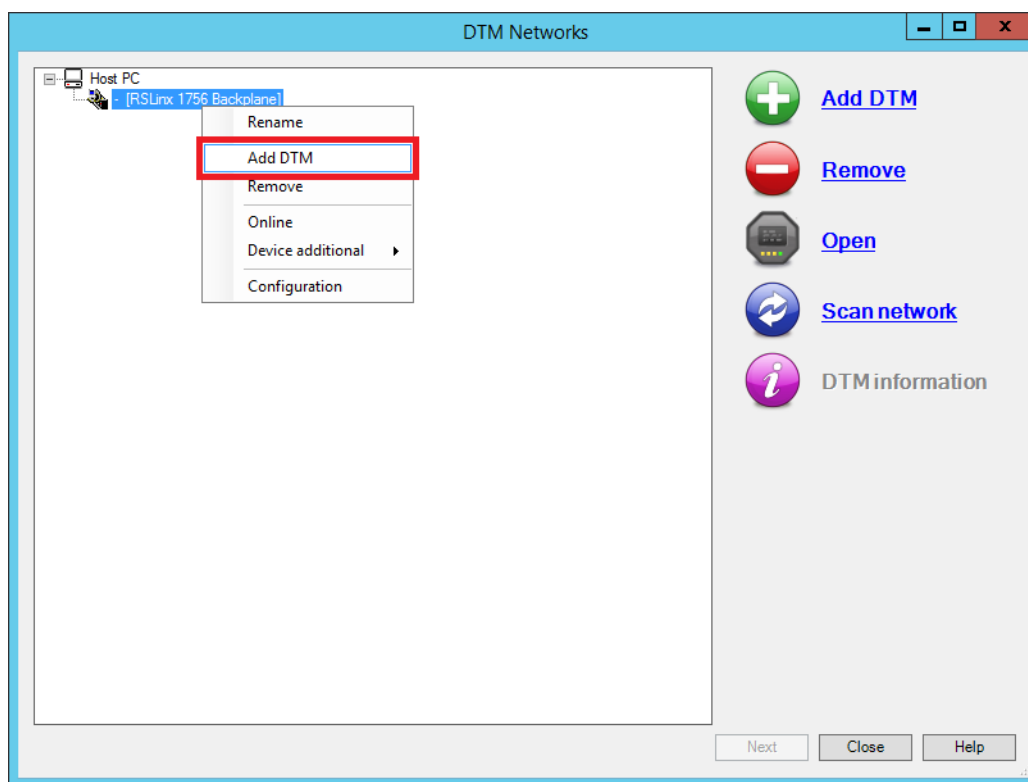 DTM Networks
Host PC
- [RSLinx 1756 Backplane]
Rename
Add DTM
Remove
Online
Device additional
Configuration
Add DTM
Remove
Open
Scan network
DTM information
Next
Close
Help